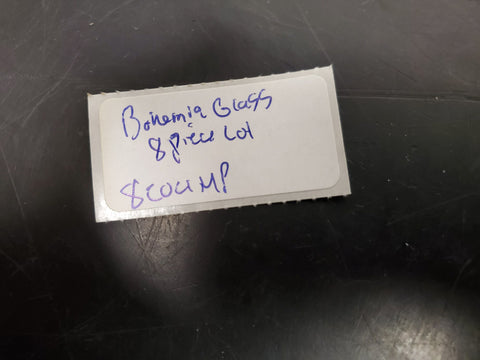 Bohemia Glass
8 Piece Lot